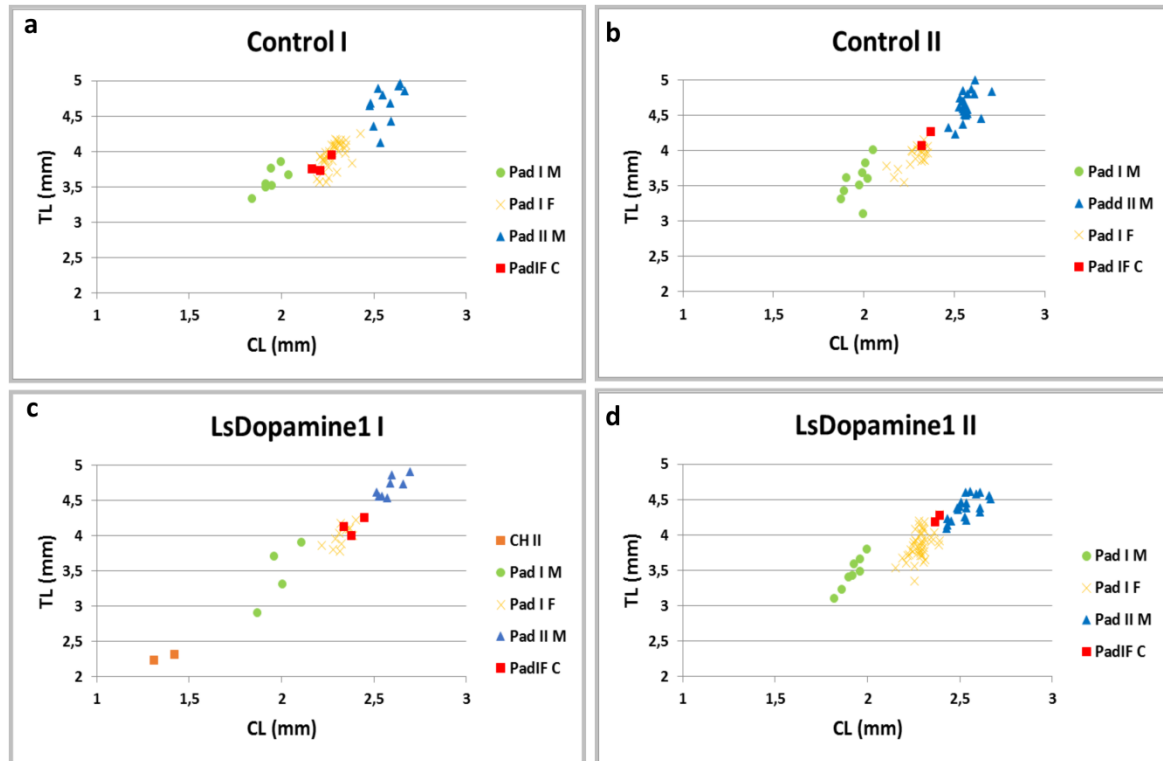 a
Control I
TL (mm)
5
4,5
4
3,5
3
2,5
2
1 1,5 2 2,5 3
CL (mm)
Pad I M
Pad I F
Pad II M
PadIF C
b
Control II
TL (mm)
5
4,5
4
3,5
3
2,5
2
1 1,5 2 2,5 3
CL (mm)
Pad I M
Padd II M
Pad I F
Pad IF C
c
LsDopamine1 I
TL (mm)
5
4,5
4
3,5
3
2,5
2
1 1,5 2 2,5 3
CL (mm)
CH II
Pad I M
Pad I F
Pad II M
PadIF C
d
LsDopamine1 II
TL (mm)
5
4,5
4
3,5
3
2,5
2
1 1,5 2 2,5 3
CL (mm)
Pad I M
Pad I F
Pad II M
PadIF C